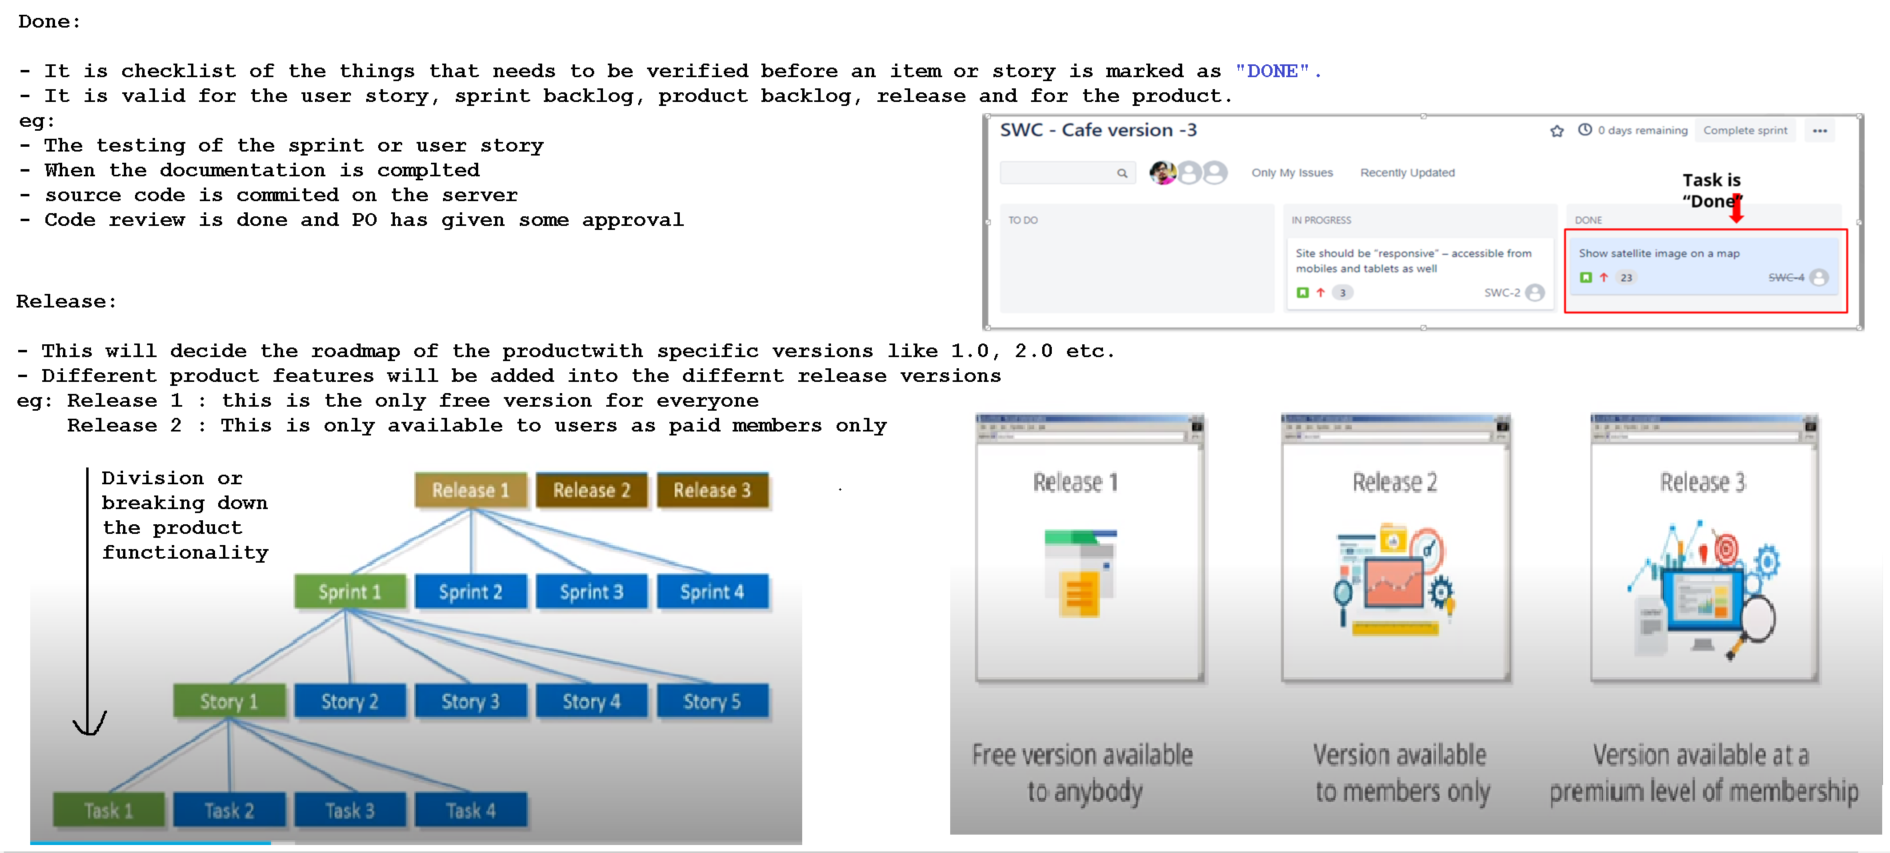 Done:
- It is checklist of the things that needs to be verified before an item or story is marked as "DONE".
- It is valid for the user story, sprint backlog, product backlog, release and for the product.
eg:
- The testing of the sprint or user story
- When the documentation is complted
- source code is commited on the server
- Code review is done and PO has given some approval
SWC - Cafe version -3
0 days remaining
Complete sprint
Only My Issues
Recently Updated
Task is
“Done”
TO DO
IN PROGRESS
DONE
Site should be "responsive" – accessible from
mobiles and tablets as well
3
SWC-2
Show satellite image on a map
23
SWC-4
Release:
- This will decide the roadmap of the productwith specific versions like 1.0, 2.0 etc.
- Different product features will be added into the differnt release versions
eg: Release 1 : this is the only free version for everyone
Release 2 : This is only available to users as paid members only
Division or
breaking down
the product
functionality
Release 1
Release 2
Release 3
Sprint 1
Sprint 2
Sprint 3
Sprint 4
Story 1
Story 2
Story 3
Story 4
Story 5
Task 1
Task 2
Task 3
Task 4
Release 1
Release 2
Release 3
Free version available
to anybody
Version available
to members only
Version available at a
premium level of membership